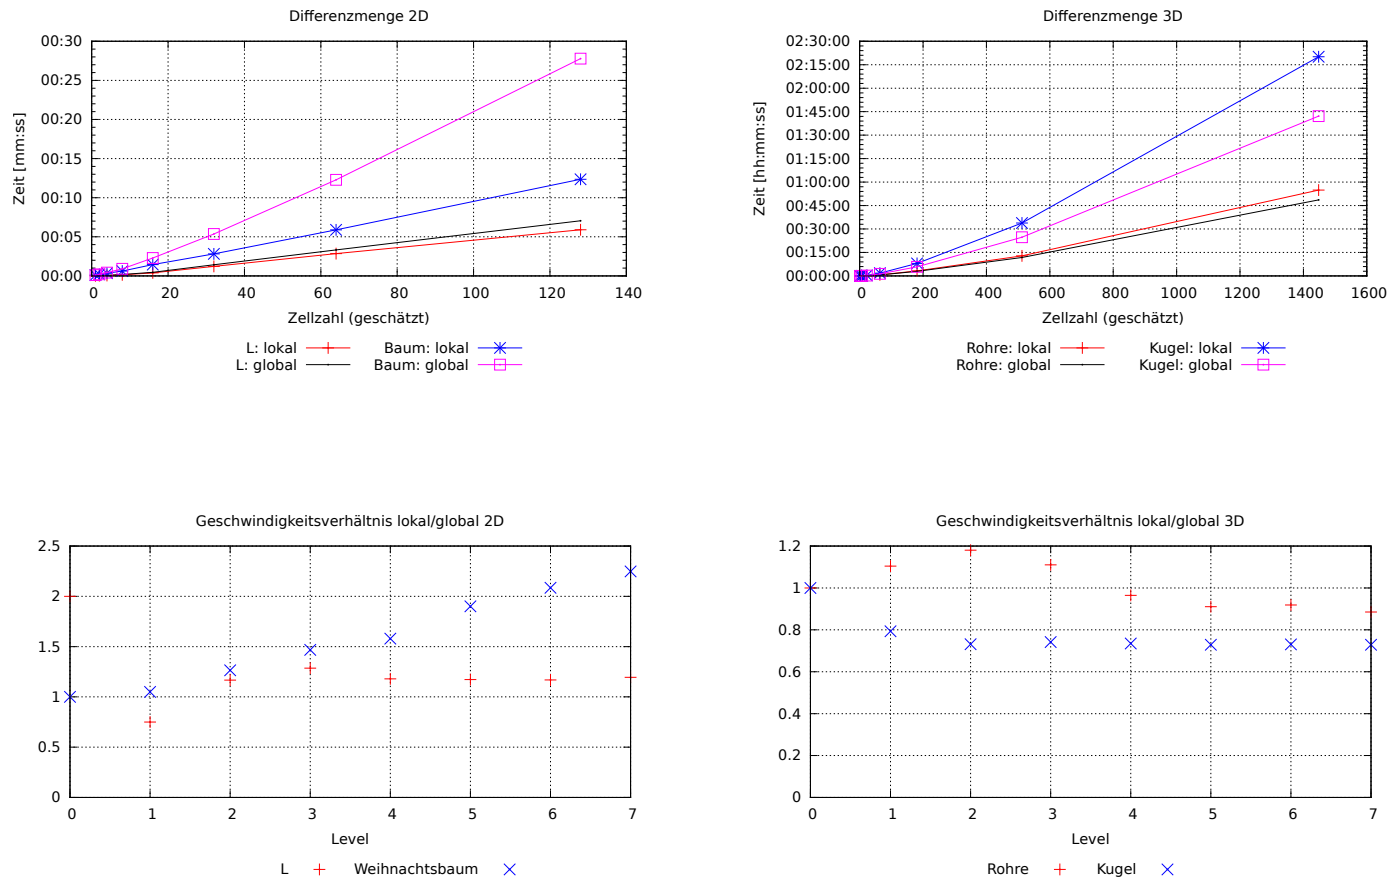 Differenzmenge 2D
00:30
00:25
00:20
00:15
00:10
00:05
00:00
Zeit [mm:ss]
0 20 40 60 80 100 120 140
Zellzahl (geschätzt)
L: lokal Baum: lokal
L: global Baum: global
Differenzmenge 3D
02:30:00
02:15:00
02:00:00
01:45:00
01:30:00
01:15:00
01:00:00
00:45:00
00:30:00
00:15:00
00:00:00
Zeit [hh:mm:ss]
0 200 400 600 800 1000 1200 1400 1600
Zellzahl (geschätzt)
Rohre: lokal Kugel: lokal
Rohre: global Kugel: global
Geschwindigkeitsverhältnis lokal/global 2D
2.5
2
1.5
1
0.5
0
0 1 2 3 4 5 6 7
Level
L Weihnachtsbaum
Geschwindigkeitsverhältnis lokal/global 3D
1.2
1
0.8
0.6
0.4
0.2
0
0 1 2 3 4 5 6 7
Level
Rohre Kugel